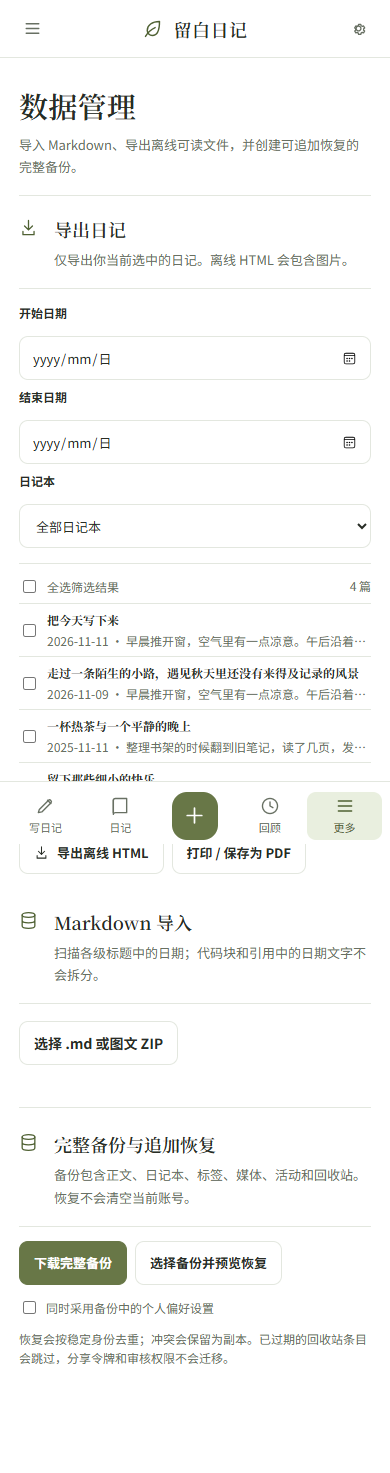 留白日记
数据管理
导入 Markdown、导出离线可读文件，并创建可追加恢复的
完整备份。
导出日记
仅导出你当前选中的日记。离线 HTML 会包含图片。
开始日期
yyyy/mm/日
结束日期
yyyy/mm/日
日记本
全部日记本
全选筛选结果 4 篇
把今天写下来
2026-11-11 · 早晨推开窗，空气里有一点凉意。午后沿着…
走过一条陌生的小路，遇见秋天里还没有来得及记录的风景
2026-11-09 · 早晨推开窗，空气里有一点凉意。午后沿着…
一杯热茶与一个平静的晚上
2025-11-11 · 整理书架的时候翻到旧笔记，读了几页，发…
留下那些细小的快乐
写日记 日记 回顾 更多
导出离线 HTML 打印 / 保存为 PDF
Markdown 导入
扫描各级标题中的日期；代码块和引用中的日期文字不
会拆分。
选择 .md 或图文 ZIP
完整备份与追加恢复
备份包含正文、日记本、标签、媒体、活动和回收站。
恢复不会清空当前账号。
下载完整备份 选择备份并预览恢复
同时采用备份中的个人偏好设置
恢复会按稳定身份去重；冲突会保留为副本。已过期的回收站条目
会跳过，分享令牌和审核权限不会迁移。